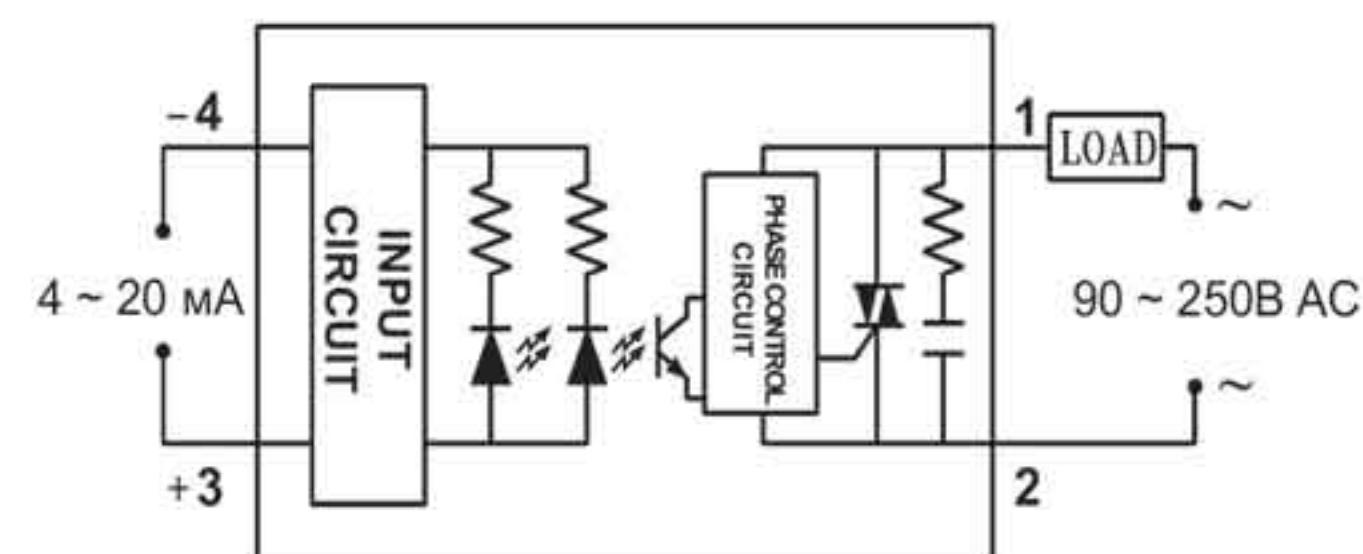 −4
1
LOAD
~
INPUT
CIRCUIT
PHASE CONTROL
CIRCUIT
4 ~ 20 мА
90 ~ 250В AC
~
+3
2